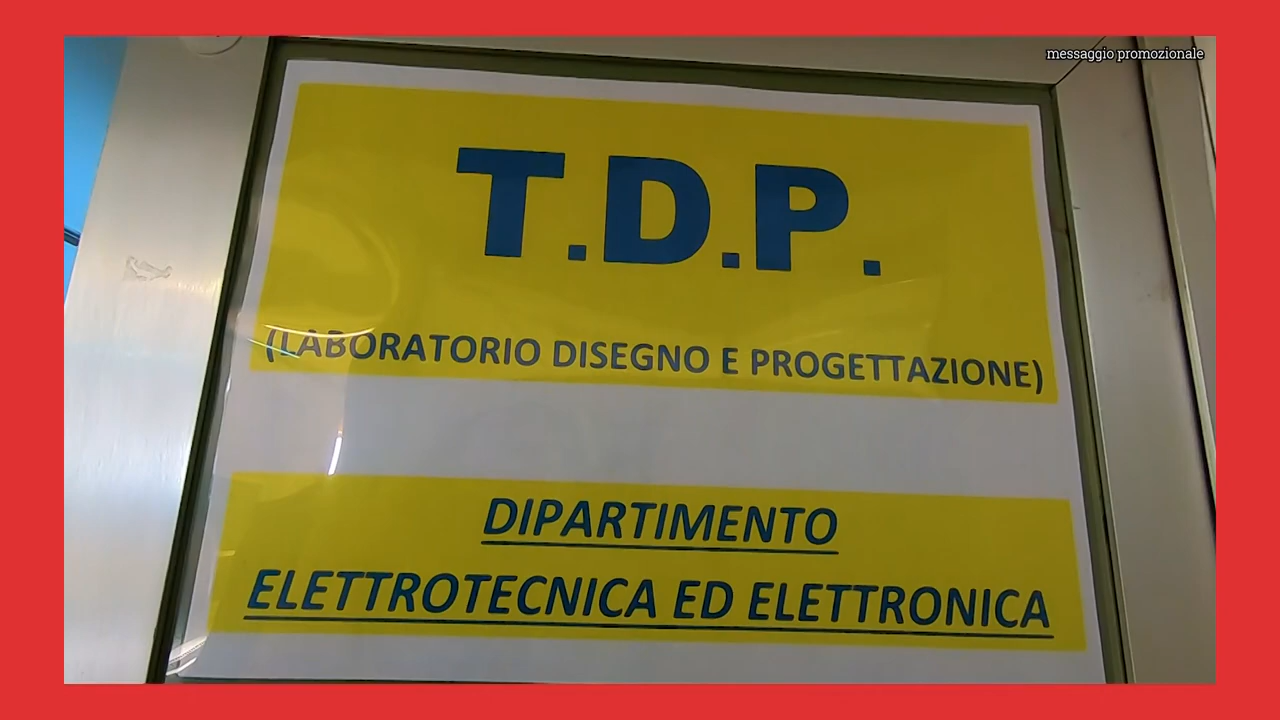 messaggio promozionale
T.D.P.
(LABORATORIO DISEGNO E PROGETTAZIONE)
DIPARTIMENTO
ELETTROTECNICA ED ELETTRONICA